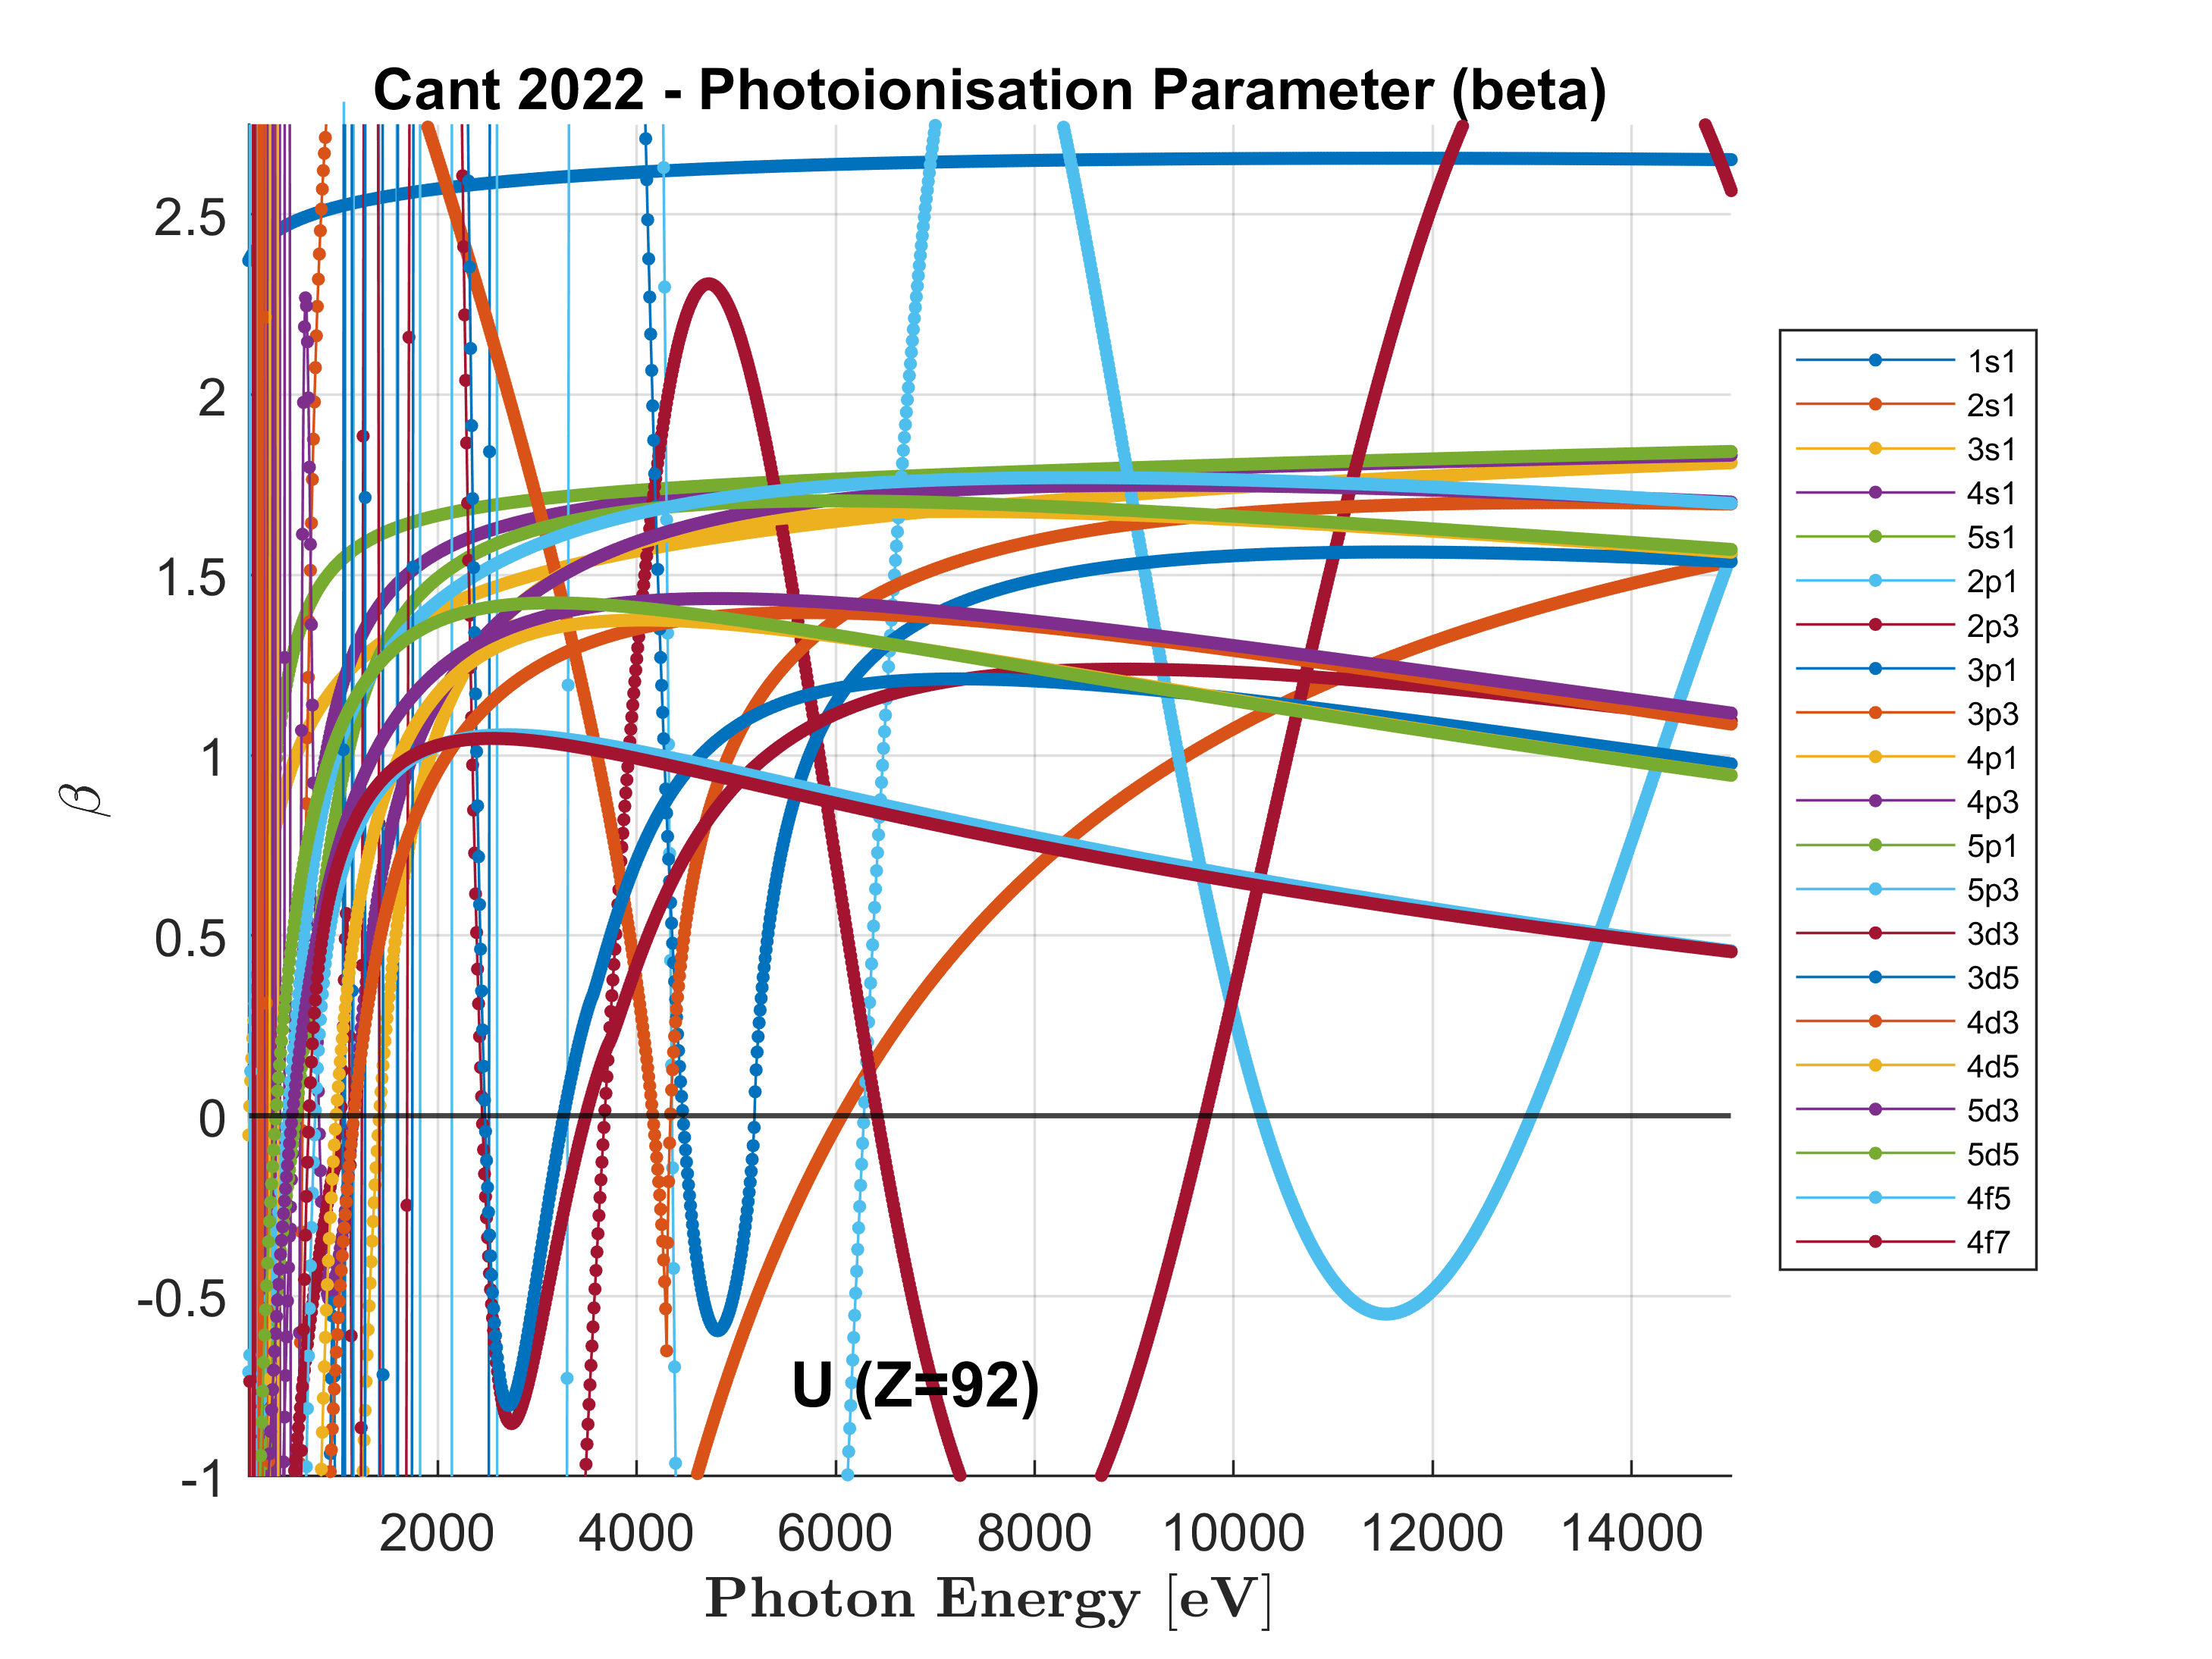 Cant 2022 - Photoionisation Parameter (beta)
2.5
2
1.5
1
0.5
0
-0.5
-1
β
U (Z=92)
2000 4000 6000 8000 10000 12000 14000
Photon Energy [eV]
1s1
2s1
3s1
4s1
5s1
2p1
2p3
3p1
3p3
4p1
4p3
5p1
5p3
3d3
3d5
4d3
4d5
5d3
5d5
4f5
4f7